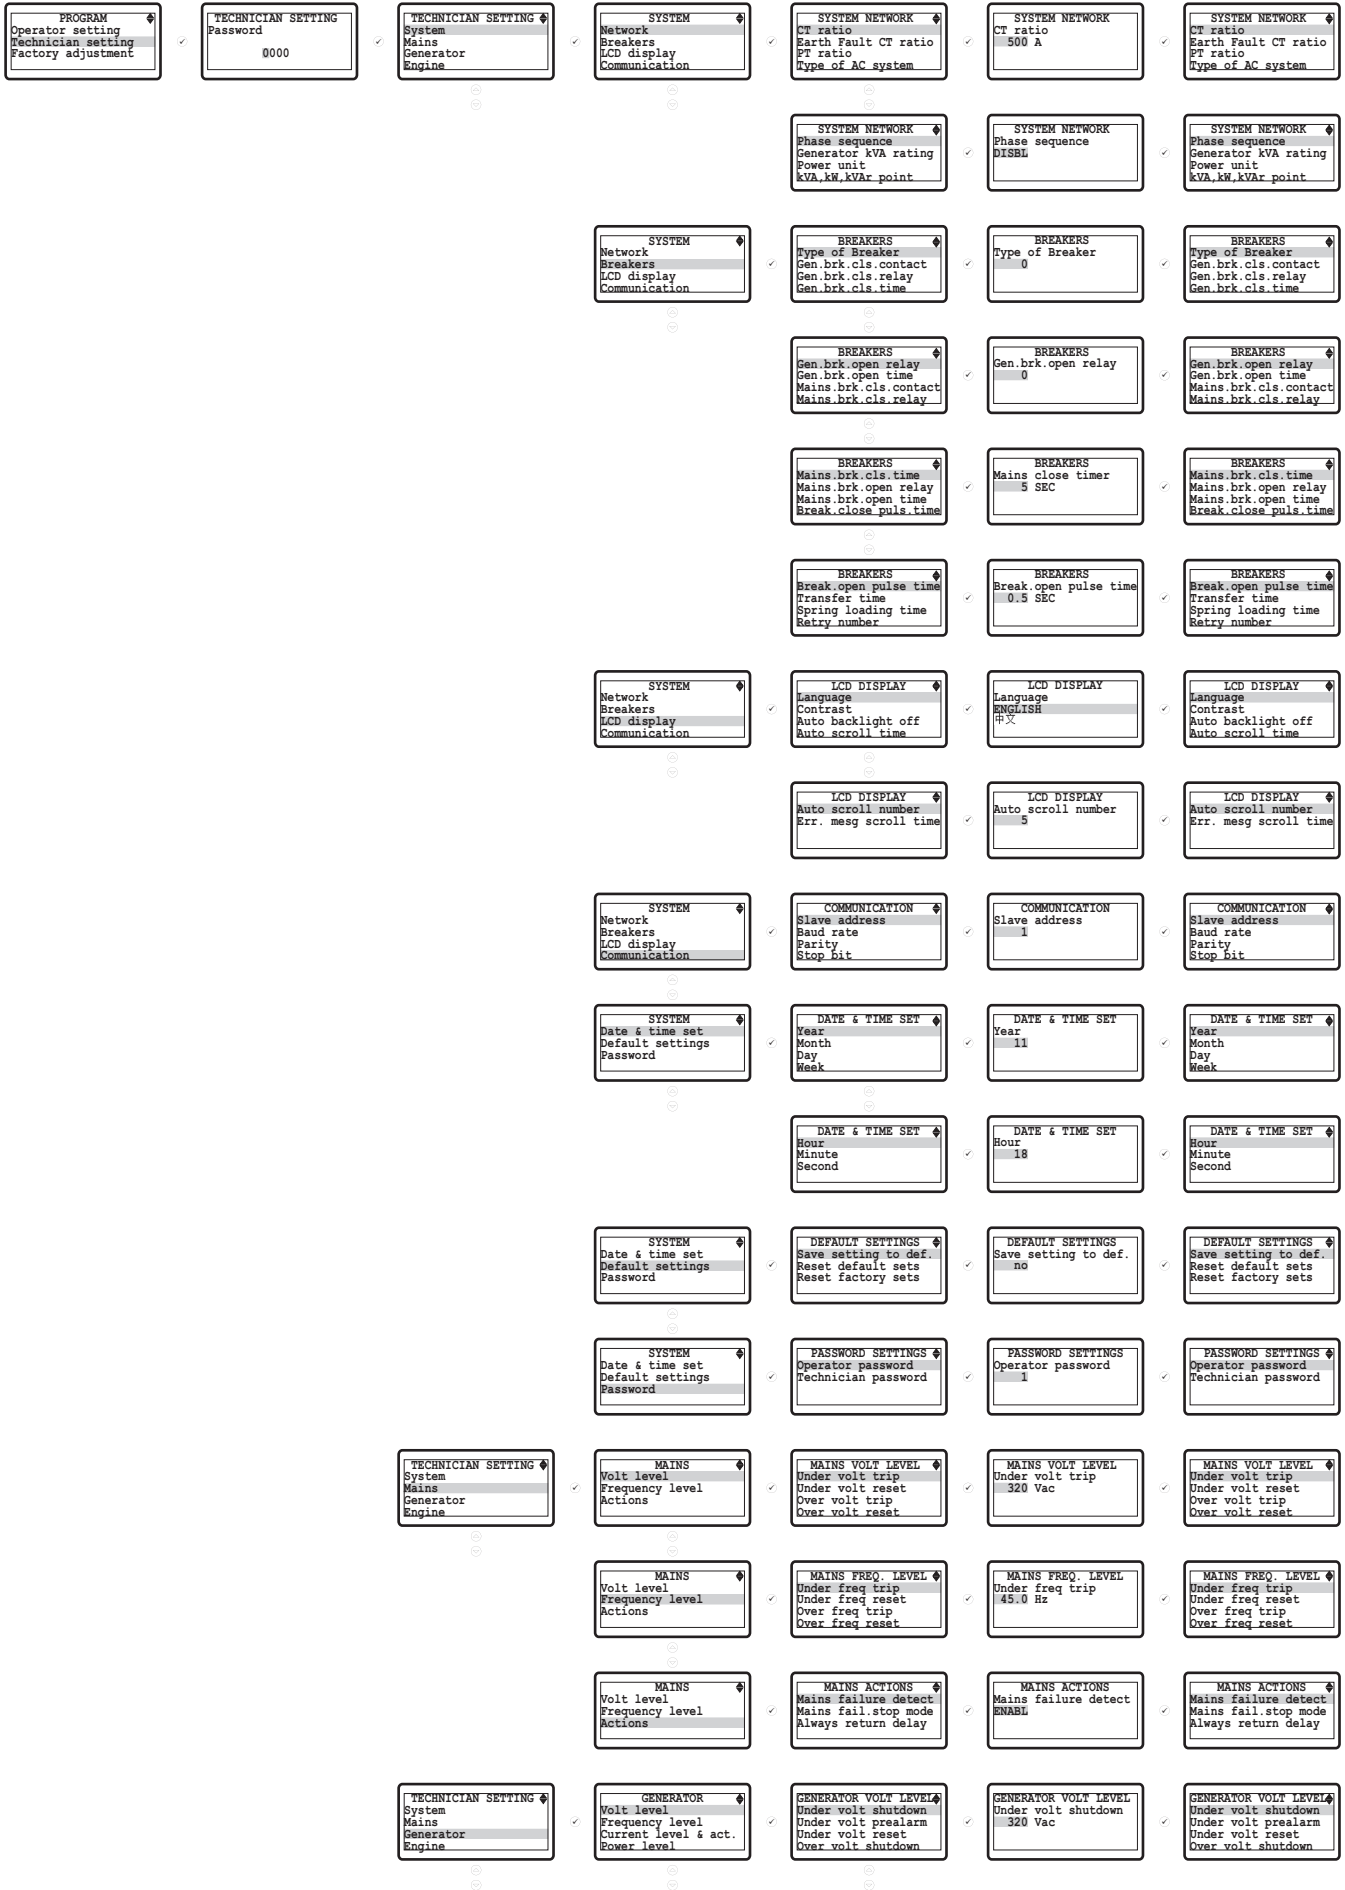 PROGRAM
Operator setting
Technician setting
Factory adjustment
TECHNICIAN SETTING
Password
0000
TECHNICIAN SETTING
System
Mains
Generator
Engine
SYSTEM
Network
Breakers
LCD display
Communication
SYSTEM NETWORK
CT ratio
Earth Fault CT ratio
PT ratio
Type of AC system
SYSTEM NETWORK
CT ratio
500 A
SYSTEM NETWORK
CT ratio
Earth Fault CT ratio
PT ratio
Type of AC system
SYSTEM NETWORK
Phase sequence
Generator kVA rating
Power unit
kVA,kW,kVAr point
SYSTEM NETWORK
Phase sequence
DISBL
SYSTEM NETWORK
Phase sequence
Generator kVA rating
Power unit
kVA,kW,kVAr point
SYSTEM
Network
Breakers
LCD display
Communication
BREAKERS
Type of Breaker
Gen.brk.cls.contact
Gen.brk.cls.relay
Gen.brk.cls.time
BREAKERS
Type of Breaker
0
BREAKERS
Type of Breaker
Gen.brk.cls.contact
Gen.brk.cls.relay
Gen.brk.cls.time
BREAKERS
Gen.brk.open relay
Gen.brk.open time
Mains.brk.cls.contact
Mains.brk.cls.relay
BREAKERS
Gen.brk.open relay
0
BREAKERS
Gen.brk.open relay
Gen.brk.open time
Mains.brk.cls.contact
Mains.brk.cls.relay
BREAKERS
Mains.brk.cls.time
Mains.brk.open relay
Mains.brk.open time
Break.close puls.time
BREAKERS
Mains close timer
5 SEC
BREAKERS
Mains.brk.cls.time
Mains.brk.open relay
Mains.brk.open time
Break.close puls.time
BREAKERS
Break.open pulse time
Transfer time
Spring loading time
Retry number
BREAKERS
Break.open pulse time
0.5 SEC
BREAKERS
Break.open pulse time
Transfer time
Spring loading time
Retry number
SYSTEM
Network
Breakers
LCD display
Communication
LCD DISPLAY
Language
Contrast
Auto backlight off
Auto scroll time
LCD DISPLAY
Language
ENGLISH
中文
LCD DISPLAY
Language
Contrast
Auto backlight off
Auto scroll time
LCD DISPLAY
Auto scroll number
Err. mesg scroll time
LCD DISPLAY
Auto scroll number
5
LCD DISPLAY
Auto scroll number
Err. mesg scroll time
SYSTEM
Network
Breakers
LCD display
Communication
COMMUNICATION
Slave address
Baud rate
Parity
Stop bit
COMMUNICATION
Slave address
1
COMMUNICATION
Slave address
Baud rate
Parity
Stop bit
SYSTEM
Date & time set
Default settings
Password
DATE & TIME SET
Year
Month
Day
Week
DATE & TIME SET
Year
11
DATE & TIME SET
Year
Month
Day
Week
DATE & TIME SET
Hour
Minute
Second
DATE & TIME SET
Hour
18
DATE & TIME SET
Hour
Minute
Second
SYSTEM
Date & time set
Default settings
Password
DEFAULT SETTINGS
Save setting to def.
Reset default sets
Reset factory sets
DEFAULT SETTINGS
Save setting to def.
no
DEFAULT SETTINGS
Save setting to def.
Reset default sets
Reset factory sets
SYSTEM
Date & time set
Default settings
Password
PASSWORD SETTINGS
Operator password
Technician password
PASSWORD SETTINGS
Operator password
1
PASSWORD SETTINGS
Operator password
Technician password
TECHNICIAN SETTING
System
Mains
Generator
Engine
MAINS
Volt level
Frequency level
Actions
MAINS VOLT LEVEL
Under volt trip
Under volt reset
Over volt trip
Over volt reset
MAINS VOLT LEVEL
Under volt trip
320 Vac
MAINS VOLT LEVEL
Under volt trip
Under volt reset
Over volt trip
Over volt reset
MAINS
Volt level
Frequency level
Actions
MAINS FREQ. LEVEL
Under freq trip
Under freq reset
Over freq trip
Over freq reset
MAINS FREQ. LEVEL
Under freq trip
45.0 Hz
MAINS FREQ. LEVEL
Under freq trip
Under freq reset
Over freq trip
Over freq reset
MAINS
Volt level
Frequency level
Actions
MAINS ACTIONS
Mains failure detect
Mains fail.stop mode
Always return delay
MAINS ACTIONS
Mains failure detect
ENABL
MAINS ACTIONS
Mains failure detect
Mains fail.stop mode
Always return delay
TECHNICIAN SETTING
System
Mains
Generator
Engine
GENERATOR
Volt level
Frequency level
Current level & act.
Power level
GENERATOR VOLT LEVEL
Under volt shutdown
Under volt prealarm
Under volt reset
Over volt shutdown
GENERATOR VOLT LEVEL
Under volt shutdown
320 Vac
GENERATOR VOLT LEVEL
Under volt shutdown
Under volt prealarm
Under volt reset
Over volt shutdown